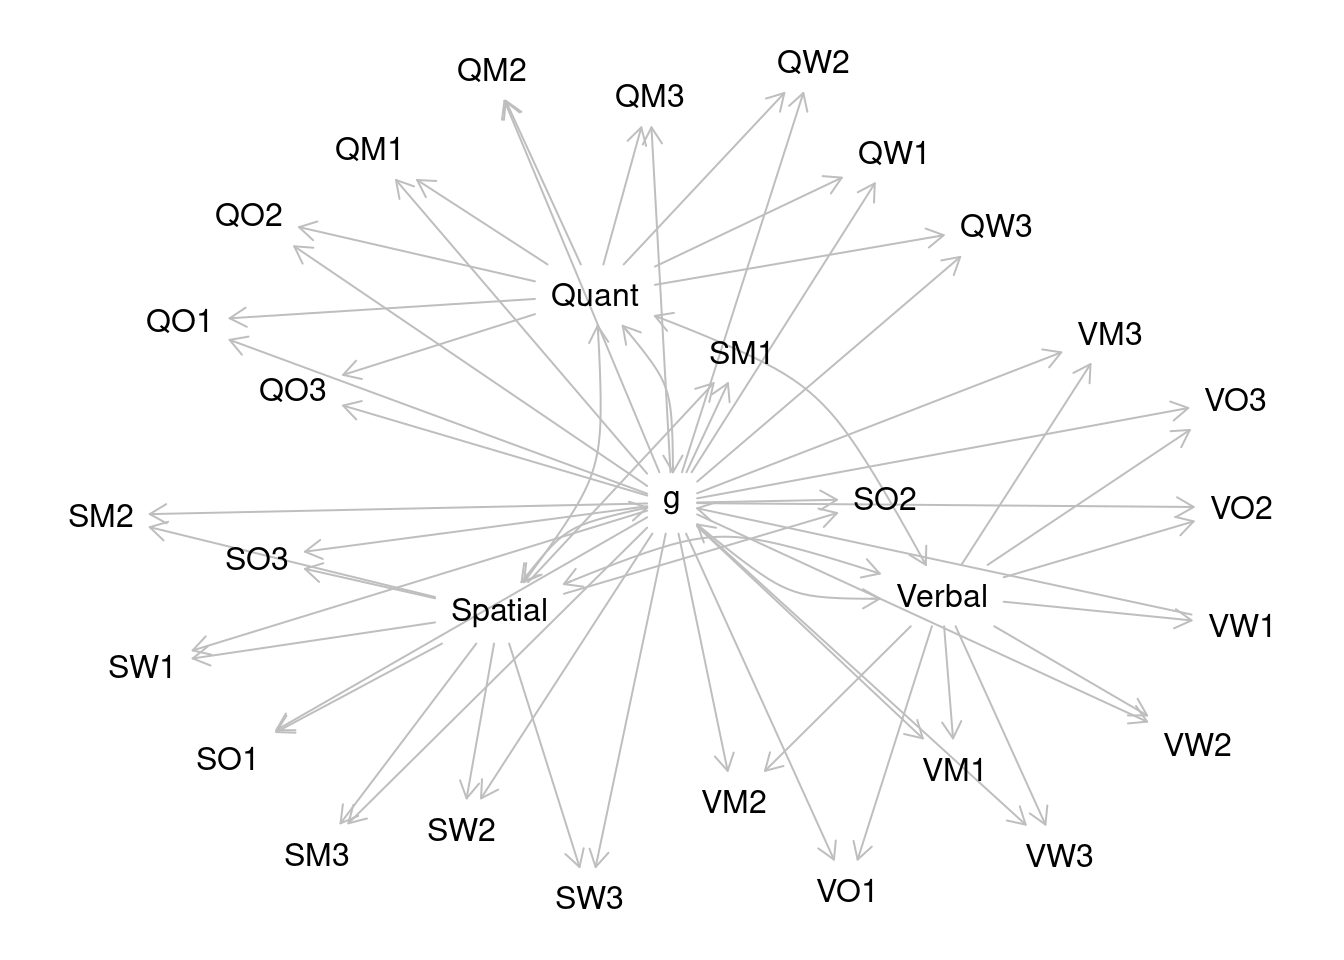 QW2
QM2
QM3
QM1
QW1
QO2
QW3
Quant
QO1
VM3
SM1
QO3
VO3
g
SO2
VO2
SM2
SO3
Verbal
Spatial
VW1
SW1
VW2
SO1
VM1
VM2
SW2
SM3
VW3
VO1
SW3